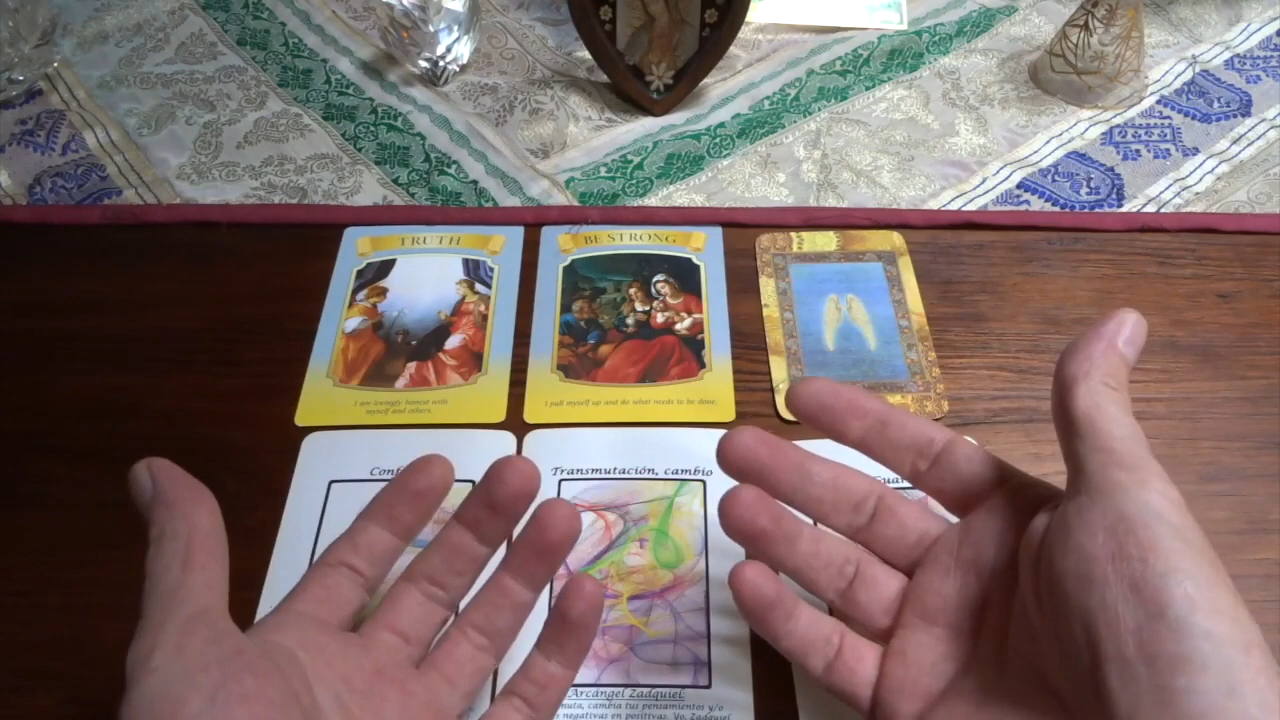 TRUTH
I am lovingly honest with
myself and others.
BE STRONG
I pull myself up and do what needs to be done.
Transmutación, cambio
Arcángel Zadquiel:
cambia tus pensamientos y/o
negativas en positivas. Yo, Zadquiel